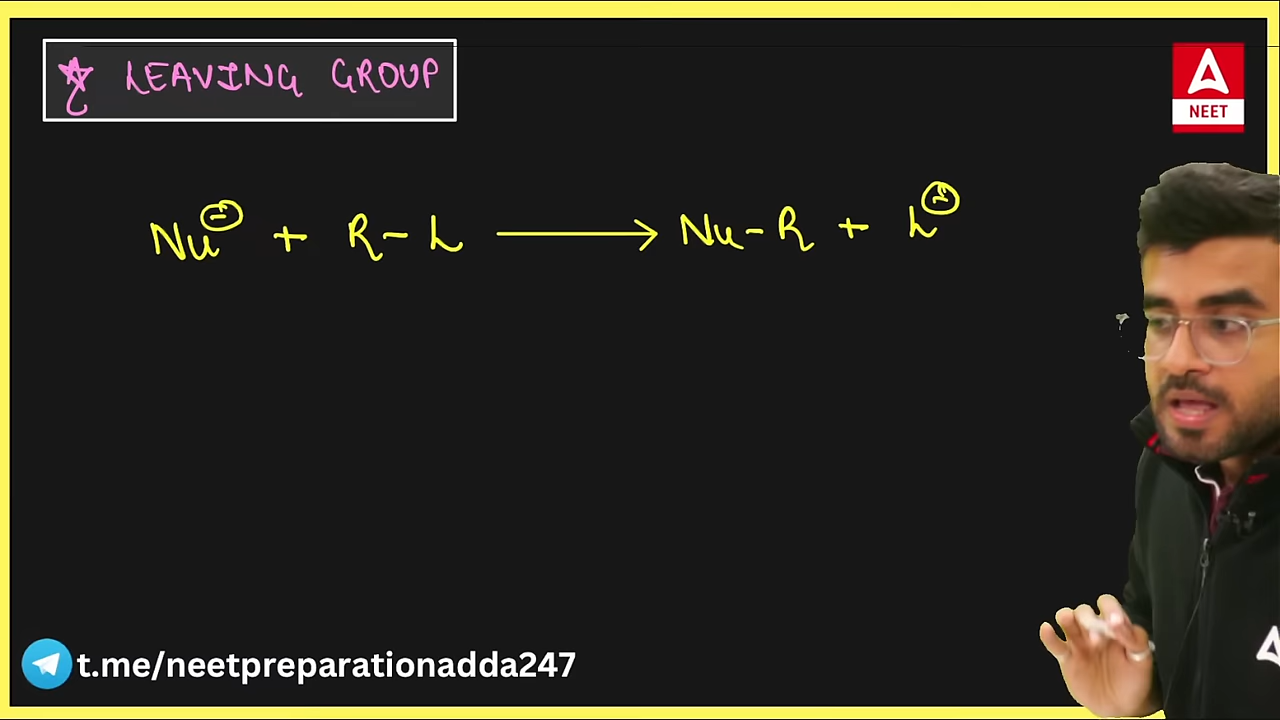 ☆ LEAVING GROUP
NEET
Nu⊖ + R-L ⟶ Nu-R + L⊖
t.me/neetpreparationadda247